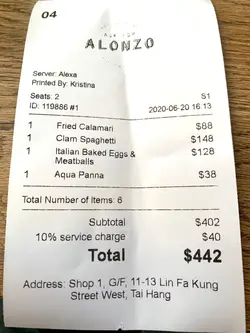 04
ALONZO
Server: Alexa
Printed By: Kristina
Seats: 2 $1
ID: 119886 #1 2020-06-20 16:13
1 Fried Calamari $88
1 Clam Spaghetti $148
1 Italian Baked Eggs & $128
Meatballs
1 Aqua Panna $38
Total Number of Items: 6
Subtotal $402
10% service charge $40
Total $442
Address: Shop 1, G/F, 11-13 Lin Fa Kung
Street West, Tai Hang